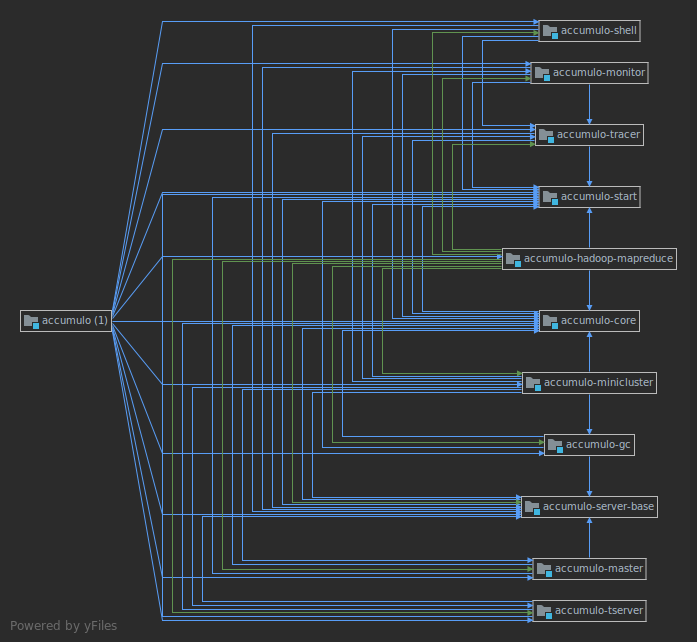 accumulo-shell
accumulo-monitor
accumulo-tracer
accumulo-start
accumulo-hadoop-mapreduce
accumulo (1)
accumulo-core
accumulo-minicluster
accumulo-gc
accumulo-server-base
accumulo-master
accumulo-tserver
Powered by yFiles